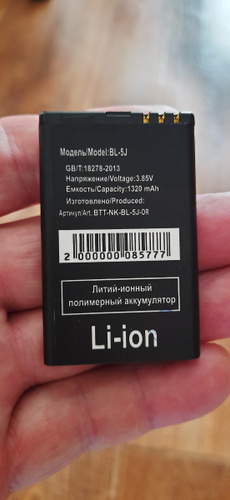 Модель/Model: BL-5J
GB/T:18278-2013
Напряжение/Voltage: 3.85V
Емкость/Capacity: 1320 mAh
Изготовлено/Produced:
Артикул/Art: BTT-NK-BL-5J-OR
2 000000 085777
Литий-ионный
полимерный аккумулятор
Li-ion